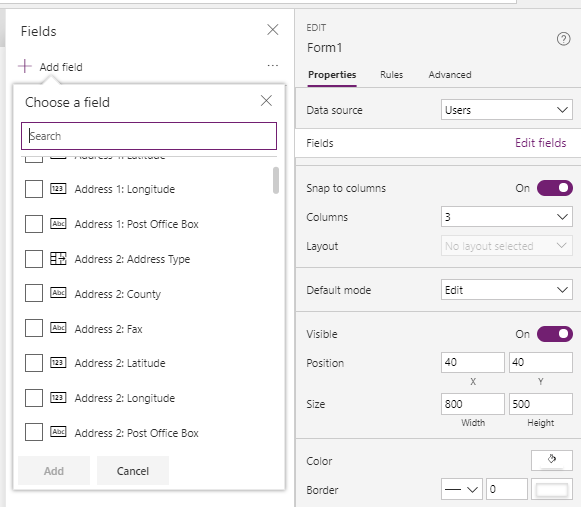 Fields
Add field
...
Choose a field
Search
Address 1: Latitude
123 Address 1: Longitude
Abc Address 1: Post Office Box
Address 2: Address Type
Abc Address 2: County
Abc Address 2: Fax
123 Address 2: Latitude
123 Address 2: Longitude
Abc Address 2: Post Office Box
Add Cancel
EDIT
Form1
?
Properties Rules Advanced
Data source Users
Fields Edit fields
Snap to columns On
Columns 3
Layout No layout selected
Default mode Edit
Visible On
Position 40 40
X Y
Size 800 500
Width Height
Color
Border 0